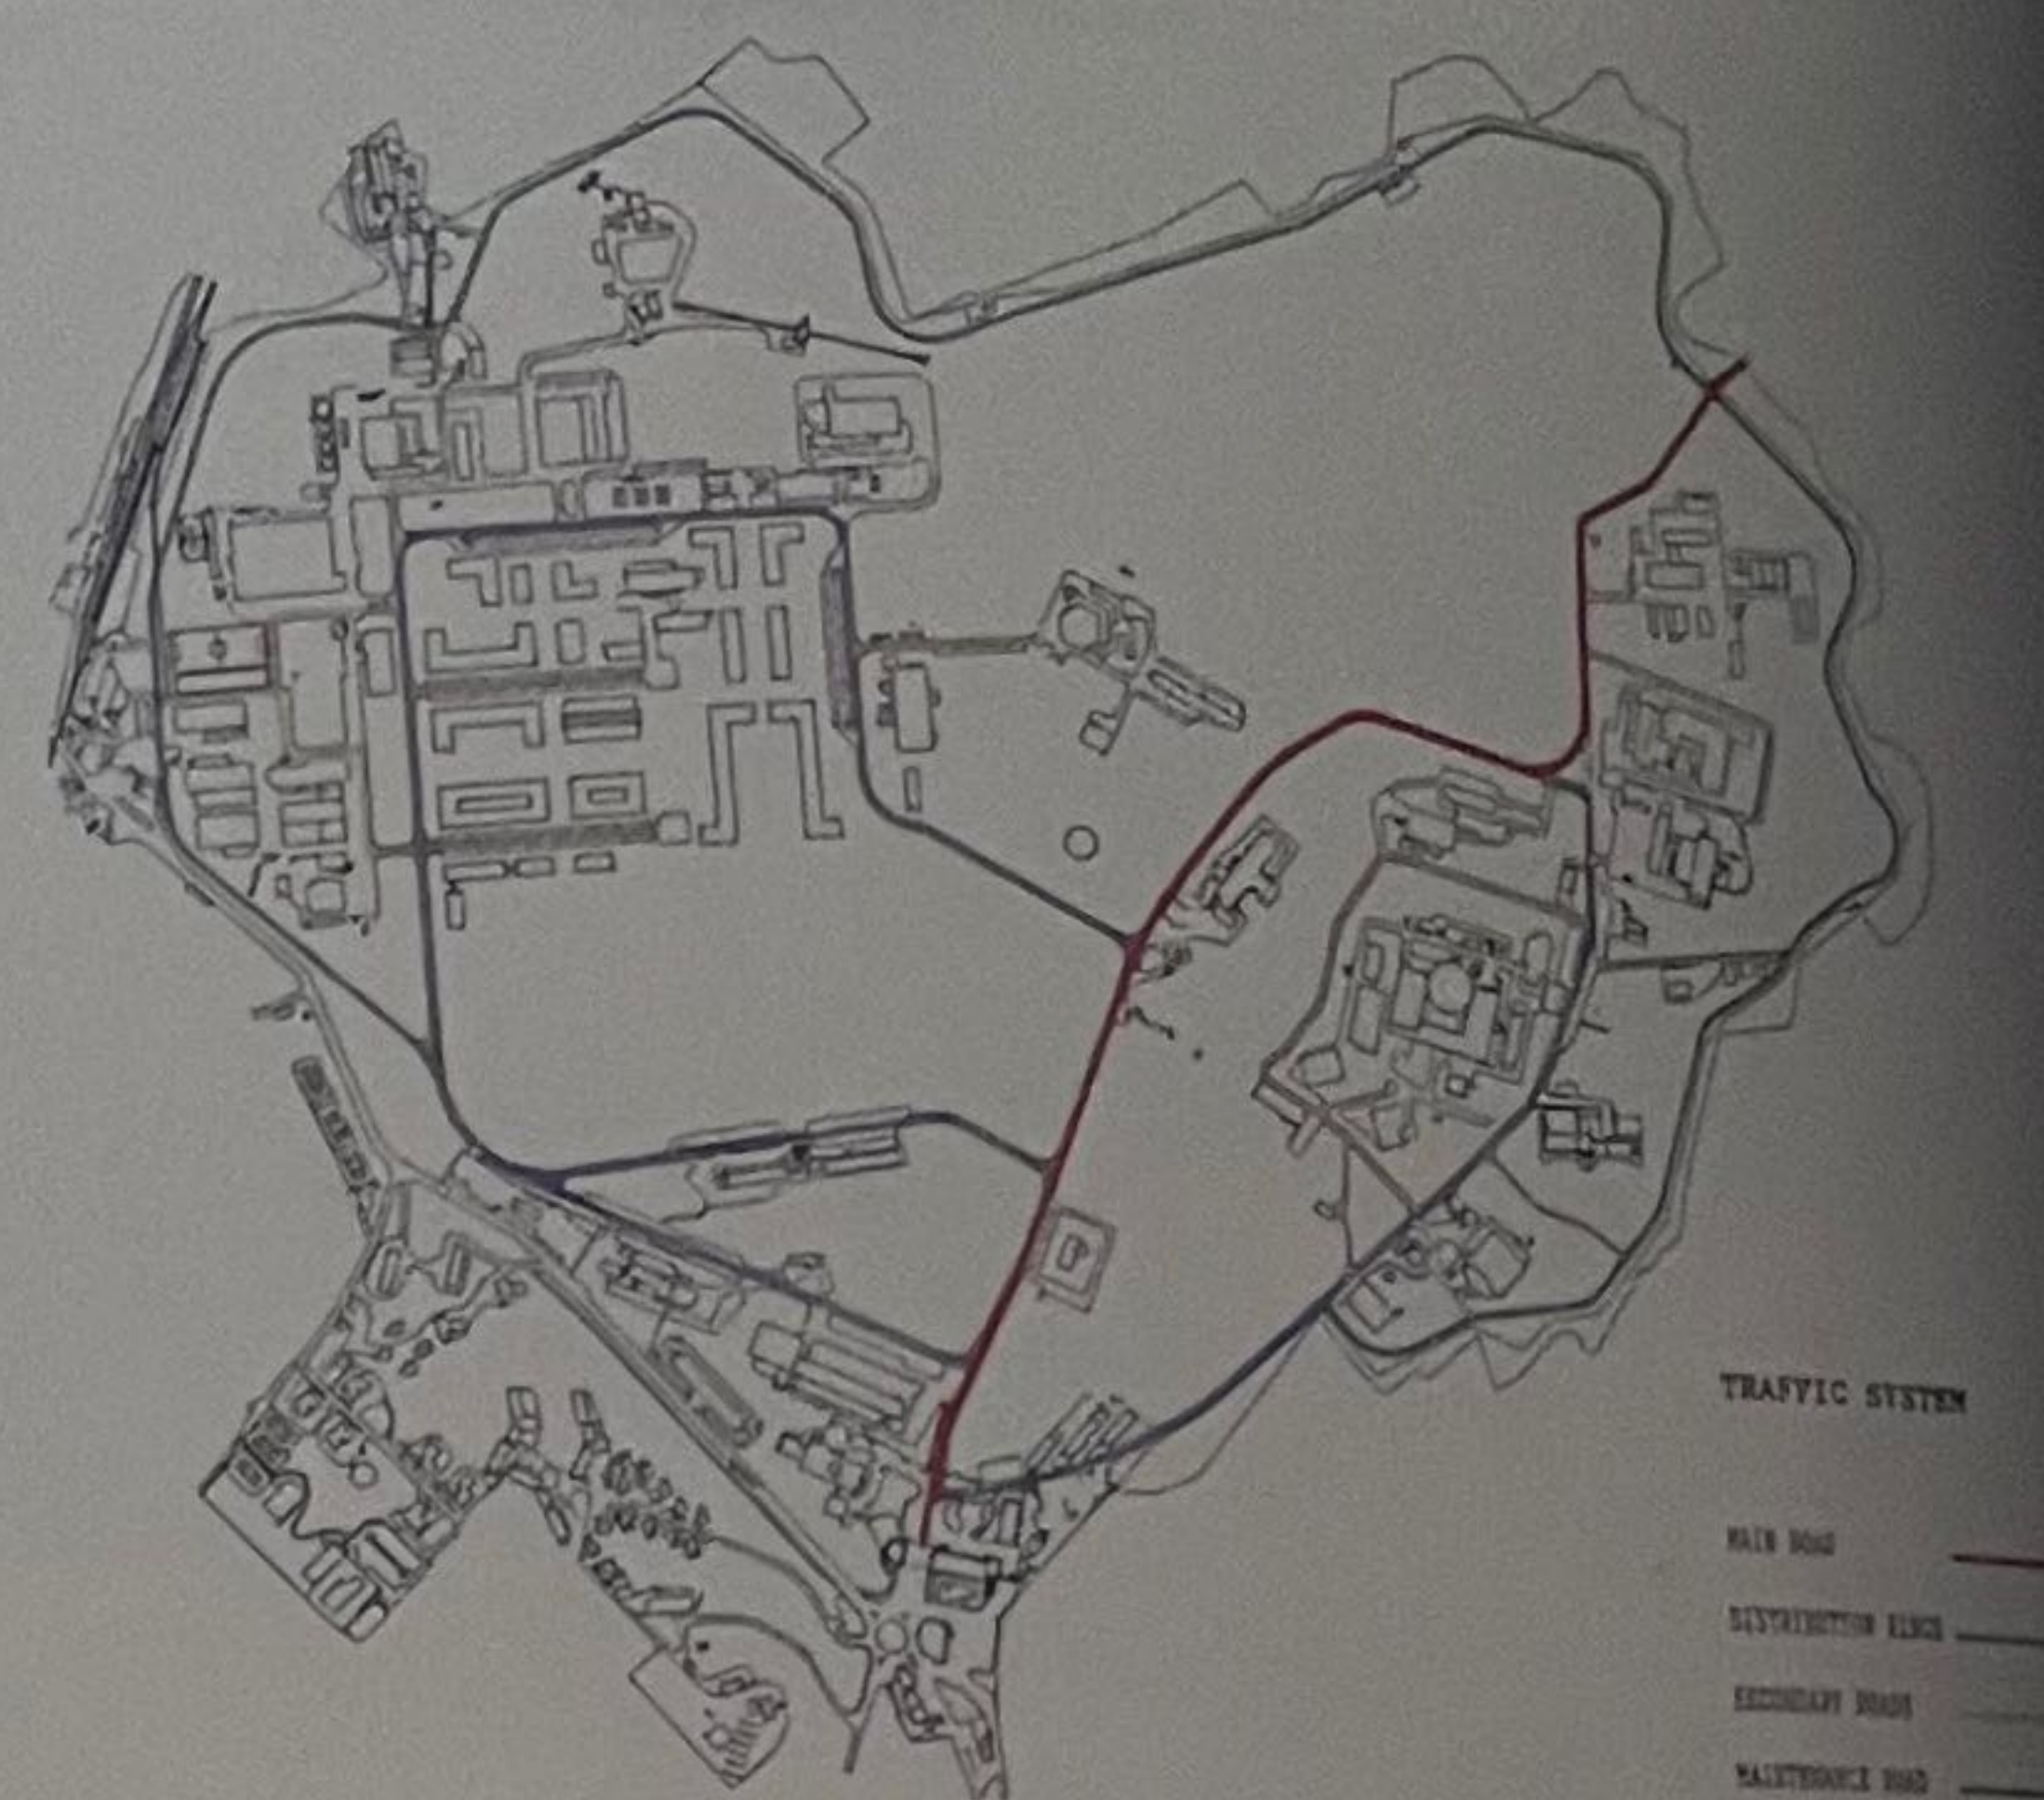 TRAFFIC SYSTEM
MAIN ROAD
DISTRIBUTION RINGS
SECONDARY ROADS
MAINTENANCE ROAD